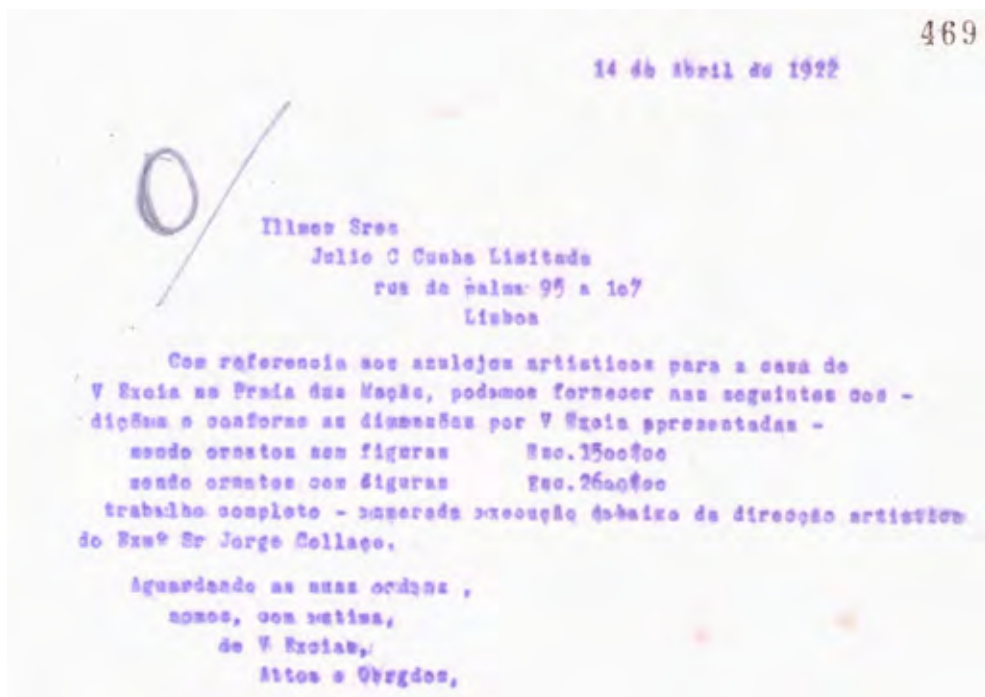 469
14 de Abril de 1922
Illmos Sres
Julio C Cunha Limitada
rua da palma 95 a 107
Lisboa
Com referencia aos azulejos artisticos para a casa de
V Excia na Praia das Maçãs, podemos fornecer nas seguintes con -
dições e conforme as dimensões por V Excia apresentadas -
sendo ornatos sem figuras Esc.15oo$oo
sendo ornatos com figuras Esc.26oo$oo
trabalho completo - esmerada execução debaixo da direcção artistica
do Exmº Sr Jorge Collaço.
Aguardando as suas ordens ,
somos, com estima,
de V Excias,
Attos e Obrgdos,